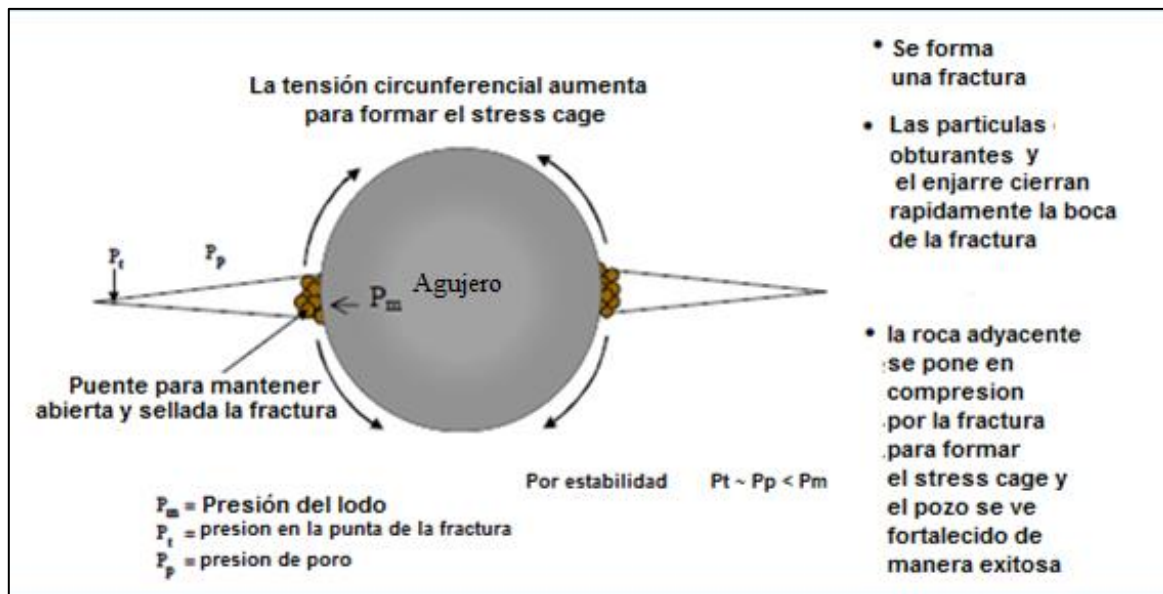 La tensión circunferencial aumenta
para formar el stress cage
Pt
Pp
Pm
Agujero
Puente para mantener
abierta y sellada la fractura
Por estabilidad Pt ~ Pp < Pm
Pm = Presión del lodo
Pt = presion en la punta de la fractura
Pp = presion de poro
• Se forma
una fractura
• Las particulas
obturantes y
el enjarre cierran
rapidamente la boca
de la fractura
• la roca adyacente
se pone en
compresion
por la fractura
para formar
el stress cage y
el pozo se ve
fortalecido de
manera exitosa